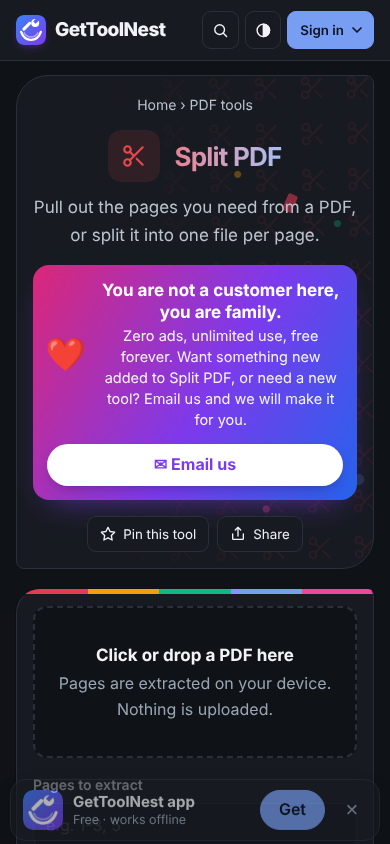 GetToolNest
Sign in
Home › PDF tools
Split PDF
Pull out the pages you need from a PDF,
or split it into one file per page.
You are not a customer here,
you are family.
Zero ads, unlimited use, free
forever. Want something new
added to Split PDF, or need a new
tool? Email us and we will make it
for you.
✉ Email us
Pin this tool
Share
Click or drop a PDF here
Pages are extracted on your device.
Nothing is uploaded.
Pages to extract
GetToolNest app
Free · works offline
Get